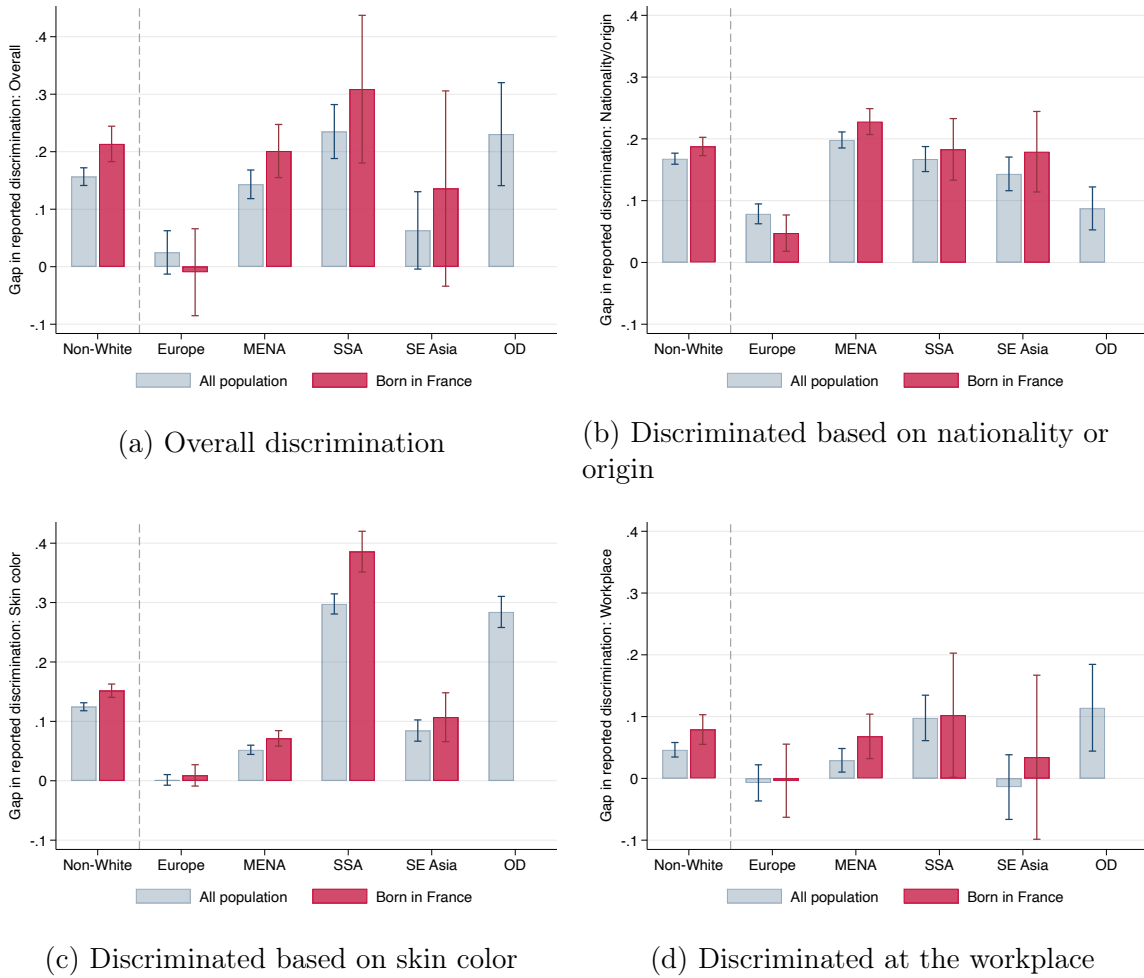 Gap in reported discrimination: Overall
.4
.3
.2
.1
0
-.1
Non-White Europe MENA SSA SE Asia OD
All population Born in France
(a) Overall discrimination
Gap in reported discrimination: Nationality/origin
.4
.3
.2
.1
0
-.1
Non-White Europe MENA SSA SE Asia OD
All population Born in France
(b) Discriminated based on nationality or
origin
Gap in reported discrimination: Skin color
.4
.3
.2
.1
0
-.1
Non-White Europe MENA SSA SE Asia OD
All population Born in France
(c) Discriminated based on skin color
Gap in reported discrimination: Workplace
.4
.3
.2
.1
0
-.1
Non-White Europe MENA SSA SE Asia OD
All population Born in France
(d) Discriminated at the workplace